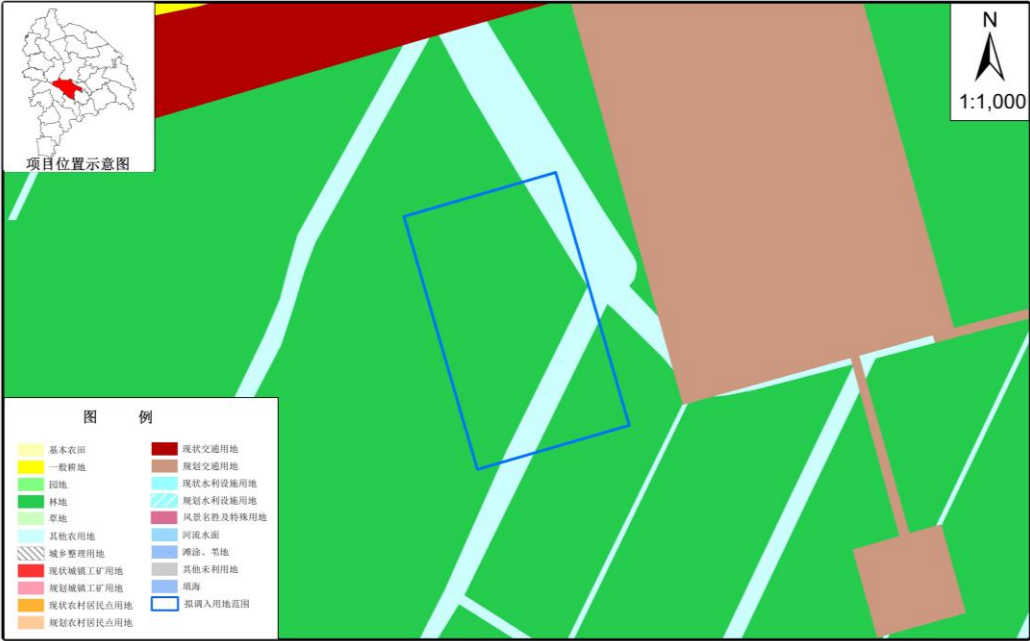 项目位置示意图
N
1:1,000
图 例
基本农田
一般耕地
园地
林地
草地
其他农用地
城乡整理用地
现状城镇工矿用地
规划城镇工矿用地
现状农村居民点用地
规划农村居民点用地
现状交通用地
规划交通用地
现状水利设施用地
规划水利设施用地
风景名胜及特殊用地
河流水面
滩涂、苇地
其他未利用地
填海
拟调入用地范围